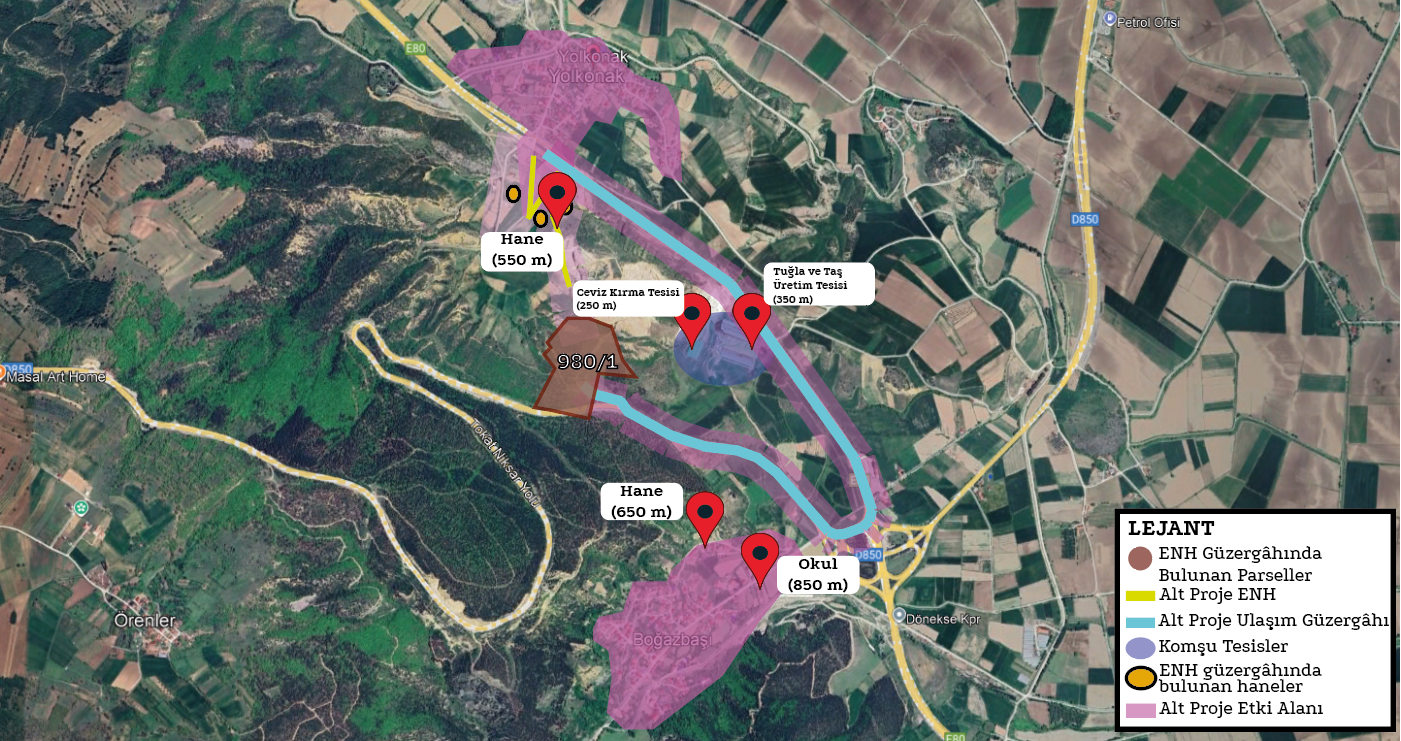 Petrol Ofisi
E80
Yolkonak
Yolkonak
D850
Hane
(550 m)
Tuğla ve Taş
Üretim Tesisi
(350 m)
Ceviz Kırma Tesisi
(250 m)
980/1
D850
Masal Art Home
Tokat Niksar Yolu
Hane
(650 m)
Okul
(850 m)
D850
Örenler
Boğazbaşı
Dönekse Kpr
E80
LEJANT
ENH Güzergâhında
Bulunan Parseller
Alt Proje ENH
Alt Proje Ulaşım Güzergâhı
Komşu Tesisler
ENH güzergâhında
bulunan haneler
Alt Proje Etki Alanı